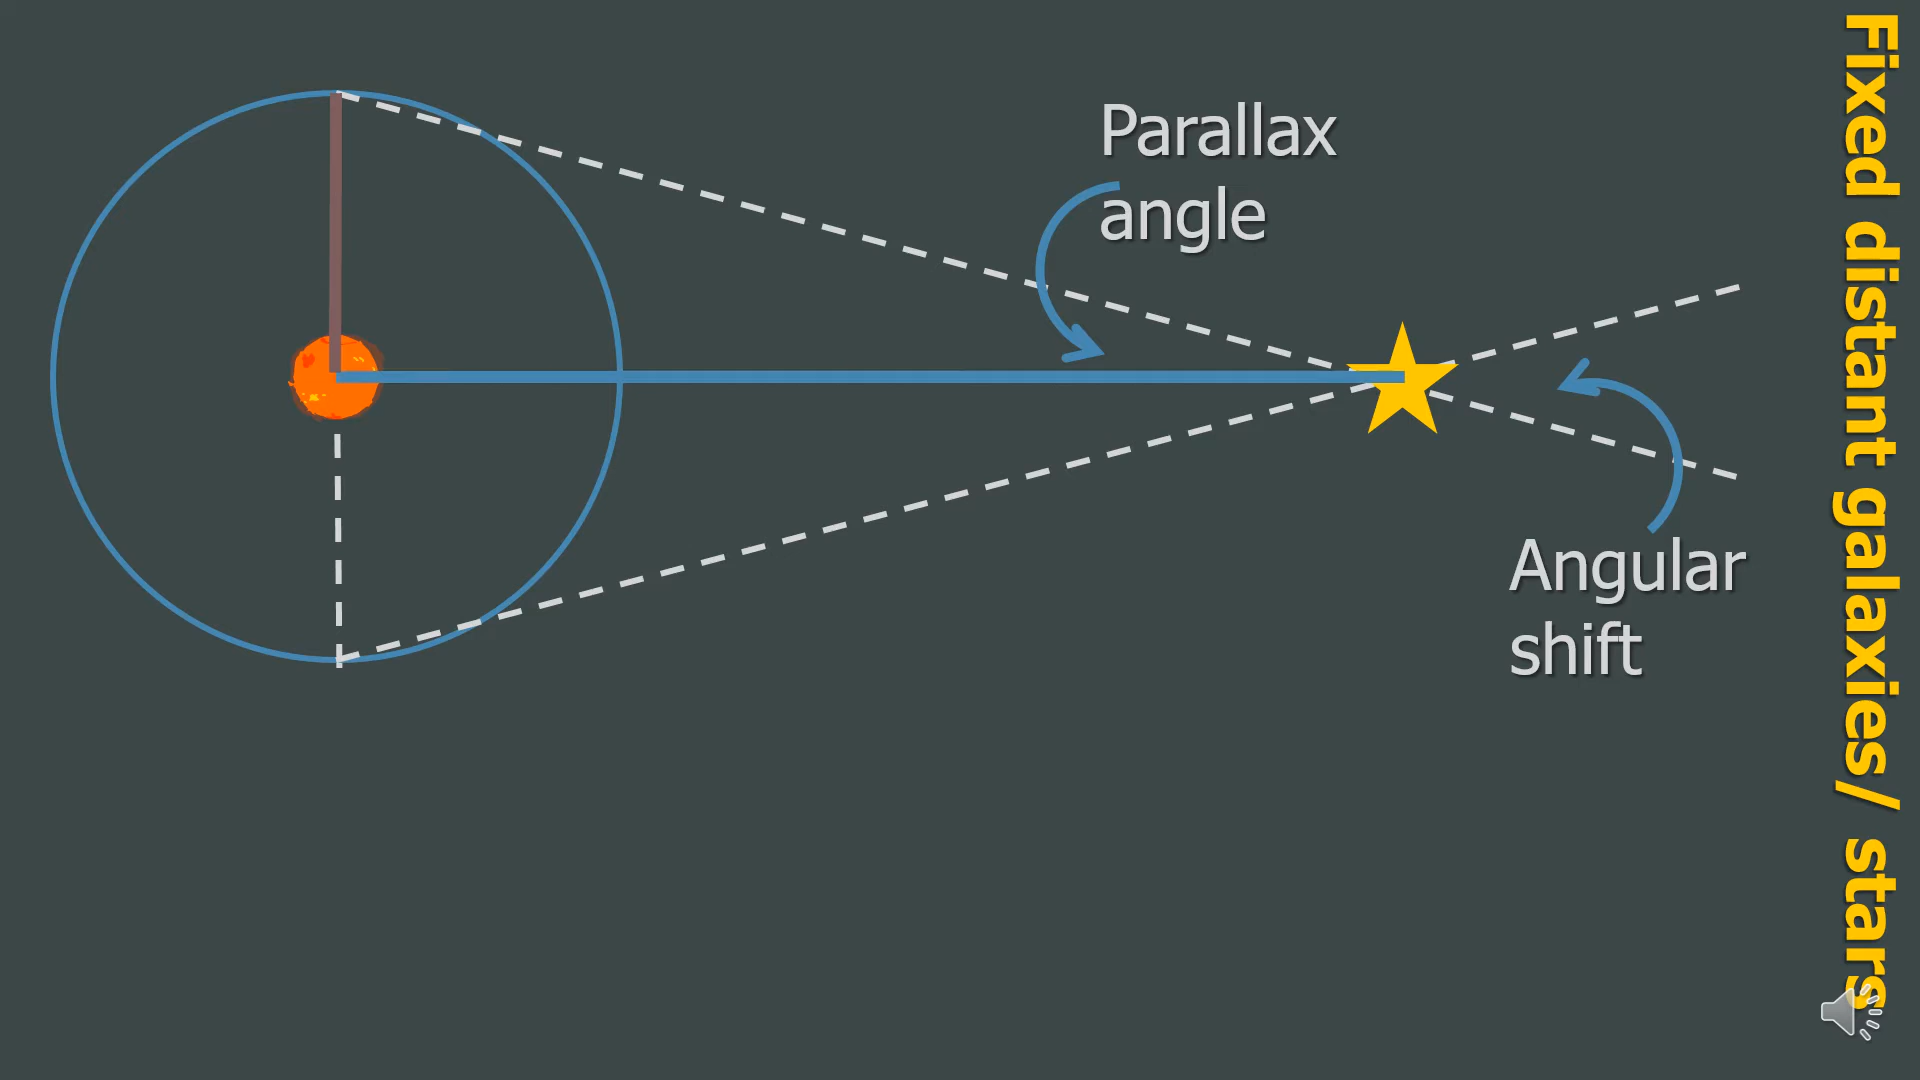 Parallax
angle
Angular
shift
Fixed distant galaxies/ stars